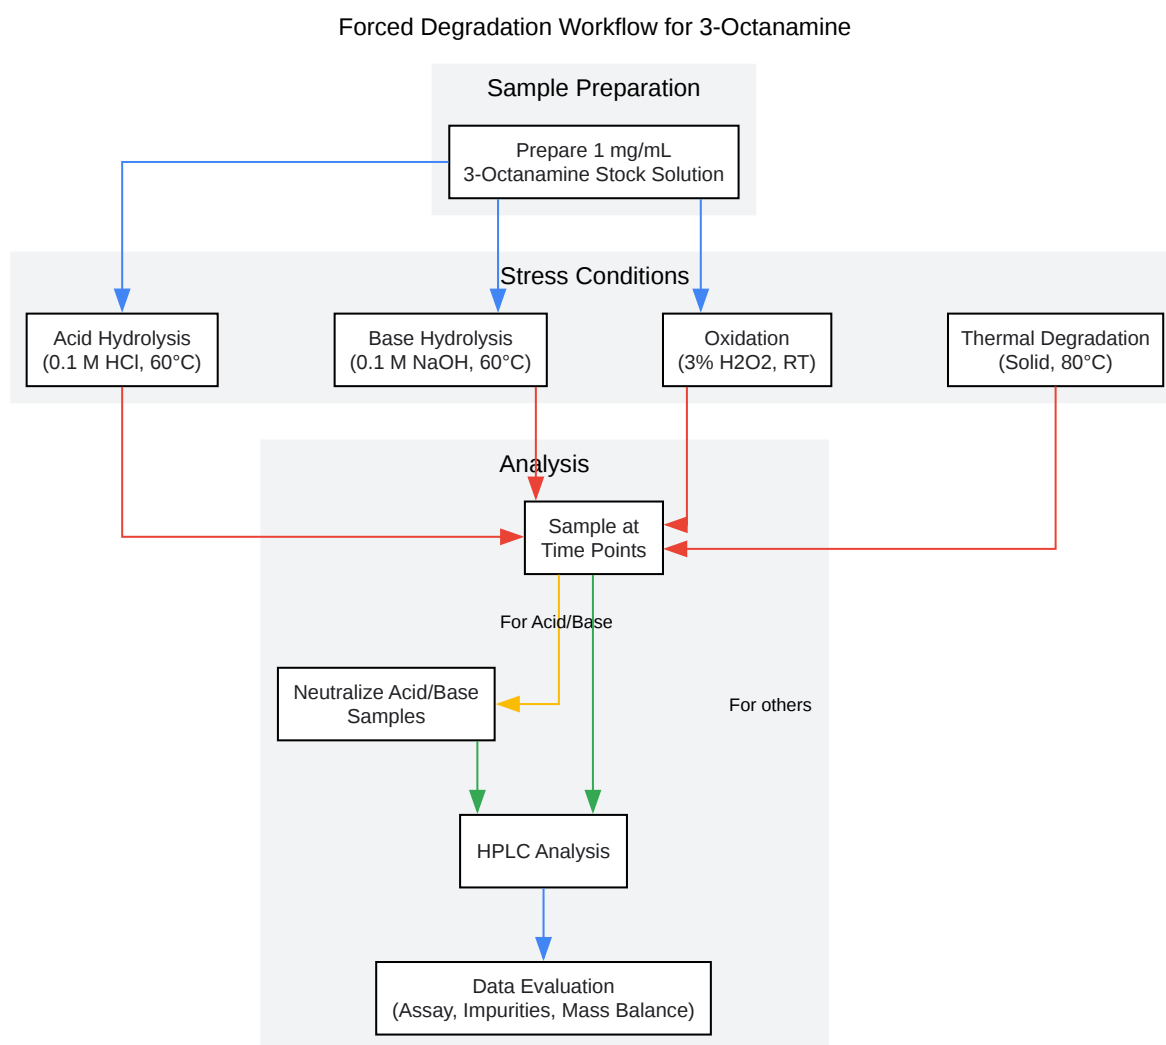 Forced Degradation Workflow for 3-Octanamine
Sample Preparation
Prepare 1 mg/mL
3-Octanamine Stock Solution
Stress Conditions
Acid Hydrolysis
(0.1 M HCl, 60°C)
Base Hydrolysis
(0.1 M NaOH, 60°C)
Oxidation
(3% H2O2, RT)
Thermal Degradation
(Solid, 80°C)
Analysis
Sample at
Time Points
For Acid/Base
Neutralize Acid/Base
Samples
For others
HPLC Analysis
Data Evaluation
(Assay, Impurities, Mass Balance)